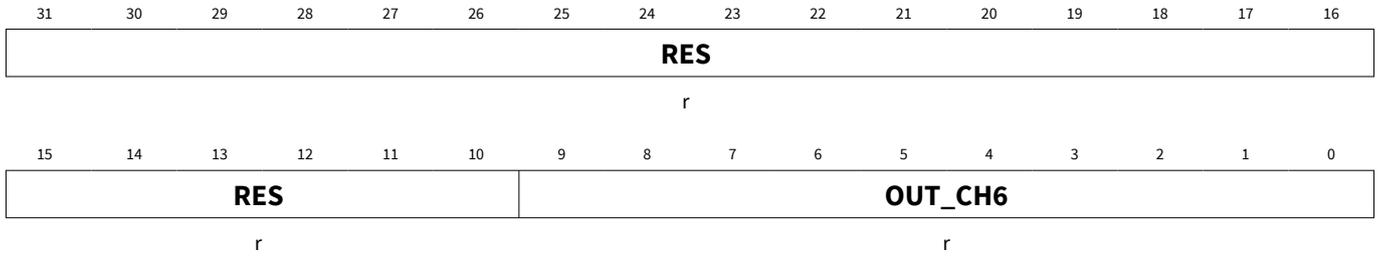 31 30 29 28 27 26 25 24 23 22 21 20 19 18 17 16
RES
r
15 14 13 12 11 10 9 8 7 6 5 4 3 2 1 0
RES OUT_CH6
r r